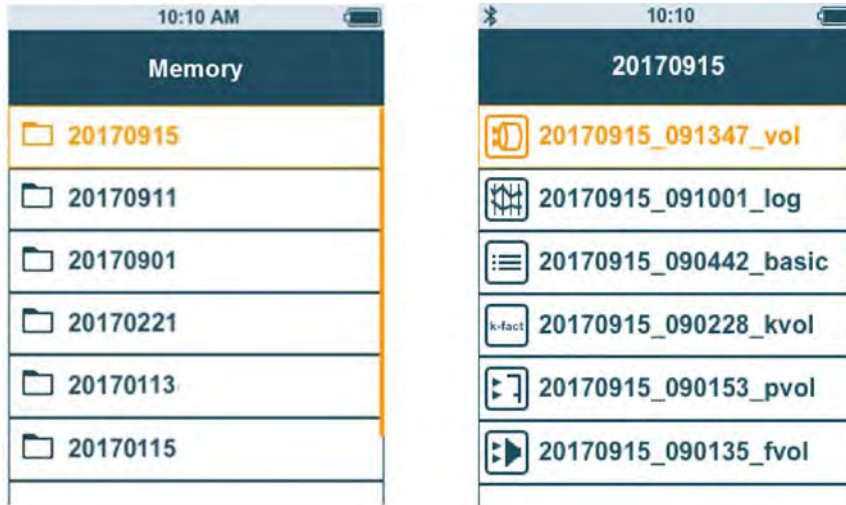 10:10 AM
Memory
20170915
20170911
20170901
20170221
20170113
20170115
10:10
20170915
20170915_091347_vol
20170915_091001_log
20170915_090442_basic
k-fact 20170915_090228_kvol
20170915_090153_pvol
20170915_090135_fvol